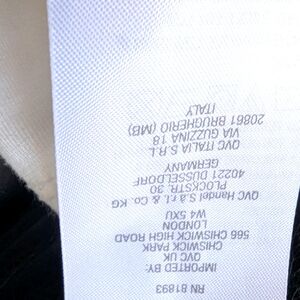 RN 81893
IMPORTED BY:
QVC UK
CHISWICK PARK
566 CHISWICK HIGH ROAD
LONDON
W4 5XU
QVC Handel S.à r.l. & Co. KG
PLOCKSTR. 30
40221 DUSSELDORF
GERMANY
QVC ITALIA S.R.L.
VIA GUZZINA 18
20861 BRUGHERIO (MB)
ITALY